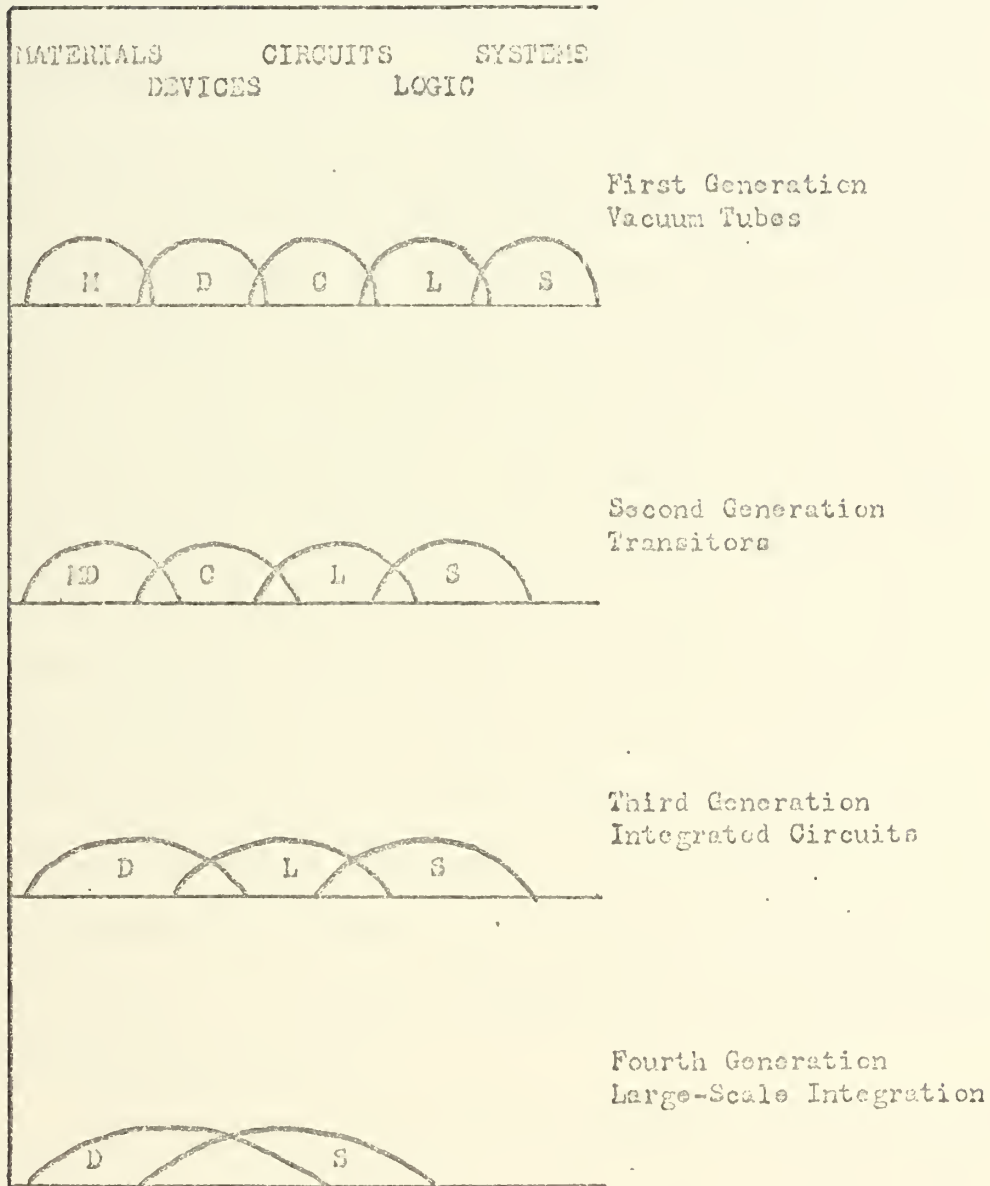 MATERIALS CIRCUITS SYSTEMS
DEVICES LOGIC
First Generation
Vacuum Tubes
M D C L S
Second Generation
Transitors
MD C L S
Third Generation
Integrated Circuits
D L S
Fourth Generation
Large-Scale Integration
D S